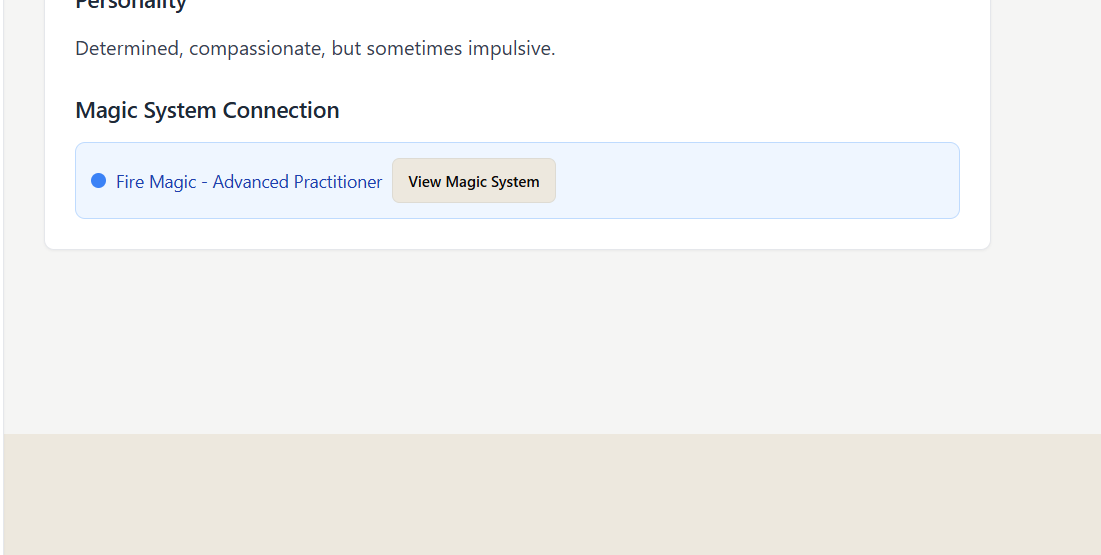 Personality
Determined, compassionate, but sometimes impulsive.
Magic System Connection
Fire Magic - Advanced Practitioner
View Magic System